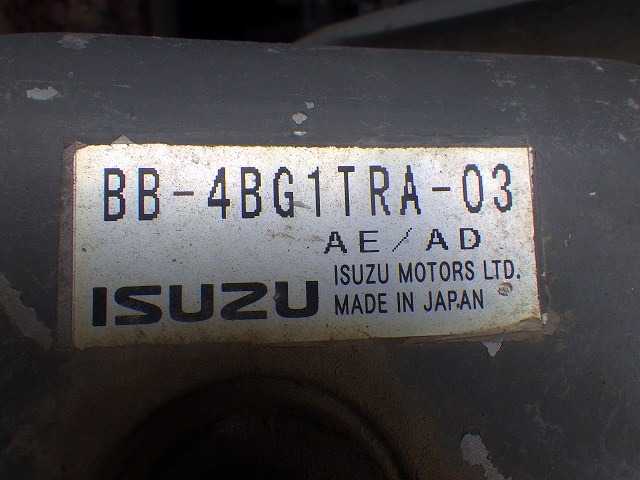 BB-4BG1TRA-03
AE/AD
ISUZU ISUZU MOTORS LTD.
MADE IN JAPAN